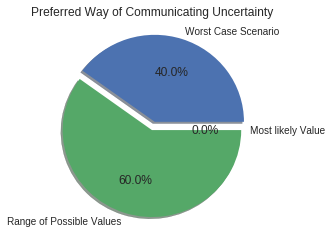 Preferred Way of Communicating Uncertainty
Worst Case Scenario
40.0%
0.0%
Most likely Value
60.0%
Range of Possible Values